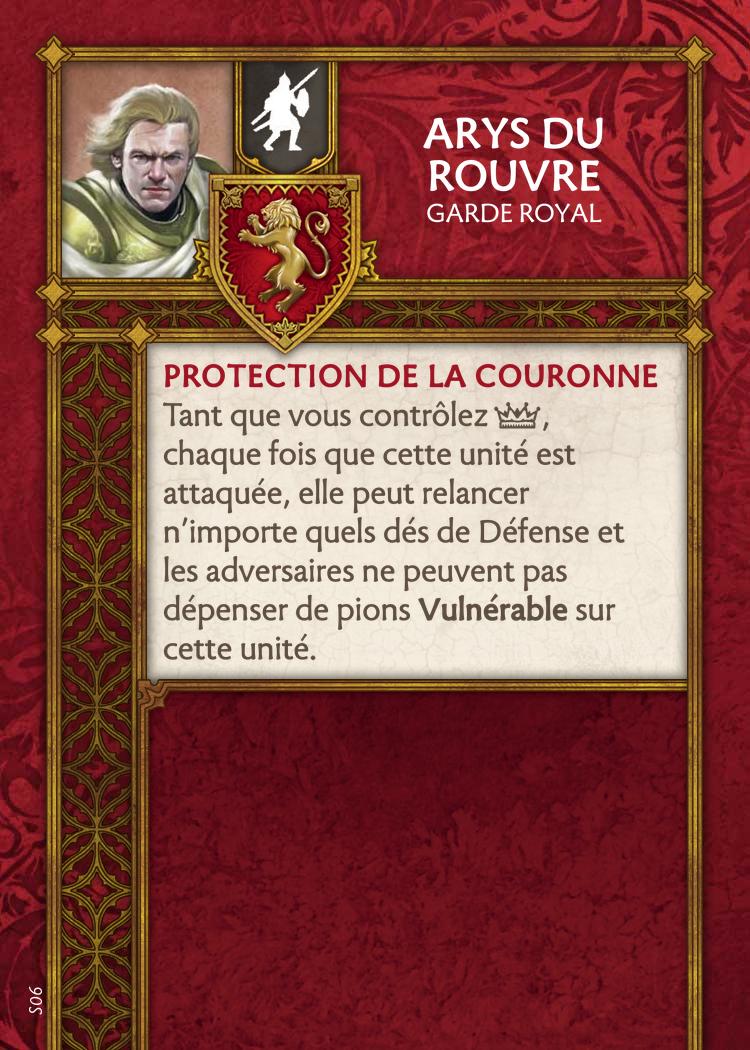 ARYS DU
ROUVRE
GARDE ROYAL
PROTECTION DE LA COURONNE
Tant que vous contrôlez ,
chaque fois que cette unité est
attaquée, elle peut relancer
n'importe quels dés de Défense et
les adversaires ne peuvent pas
dépenser de pions Vulnérable sur
cette unité.
S06